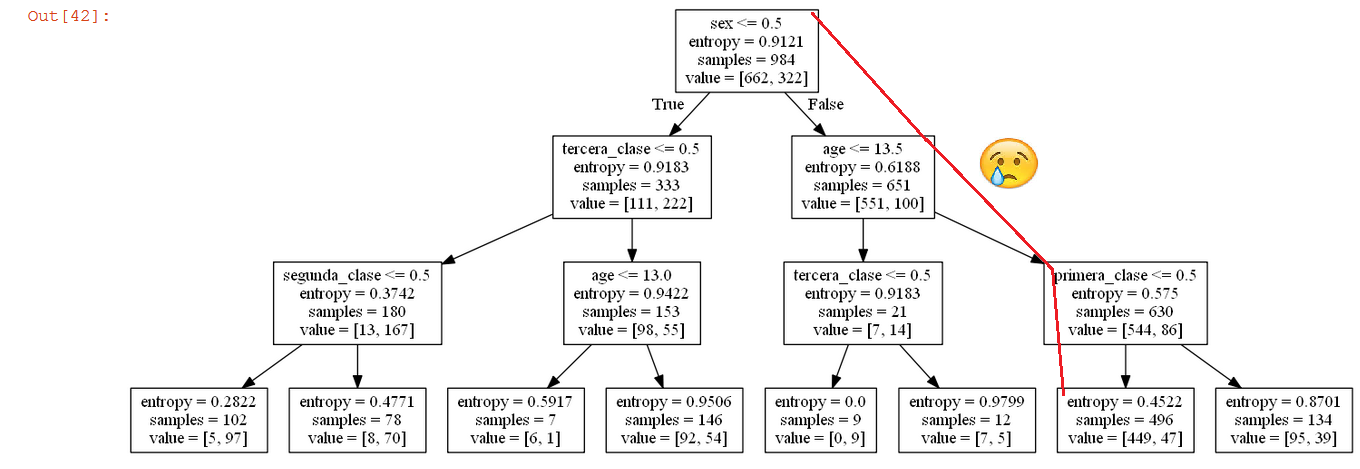 Out[42]:
sex <= 0.5
entropy = 0.9121
samples = 984
value = [662, 322]
True
False
tercera_clase <= 0.5
entropy = 0.9183
samples = 333
value = [111, 222]
age <= 13.5
entropy = 0.6188
samples = 651
value = [551, 100]
segunda_clase <= 0.5
entropy = 0.3742
samples = 180
value = [13, 167]
age <= 13.0
entropy = 0.9422
samples = 153
value = [98, 55]
tercera_clase <= 0.5
entropy = 0.9183
samples = 21
value = [7, 14]
primera_clase <= 0.5
entropy = 0.575
samples = 630
value = [544, 86]
entropy = 0.2822
samples = 102
value = [5, 97]
entropy = 0.4771
samples = 78
value = [8, 70]
entropy = 0.5917
samples = 7
value = [6, 1]
entropy = 0.9506
samples = 146
value = [92, 54]
entropy = 0.0
samples = 9
value = [0, 9]
entropy = 0.9799
samples = 12
value = [7, 5]
entropy = 0.4522
samples = 496
value = [449, 47]
entropy = 0.8701
samples = 134
value = [95, 39]